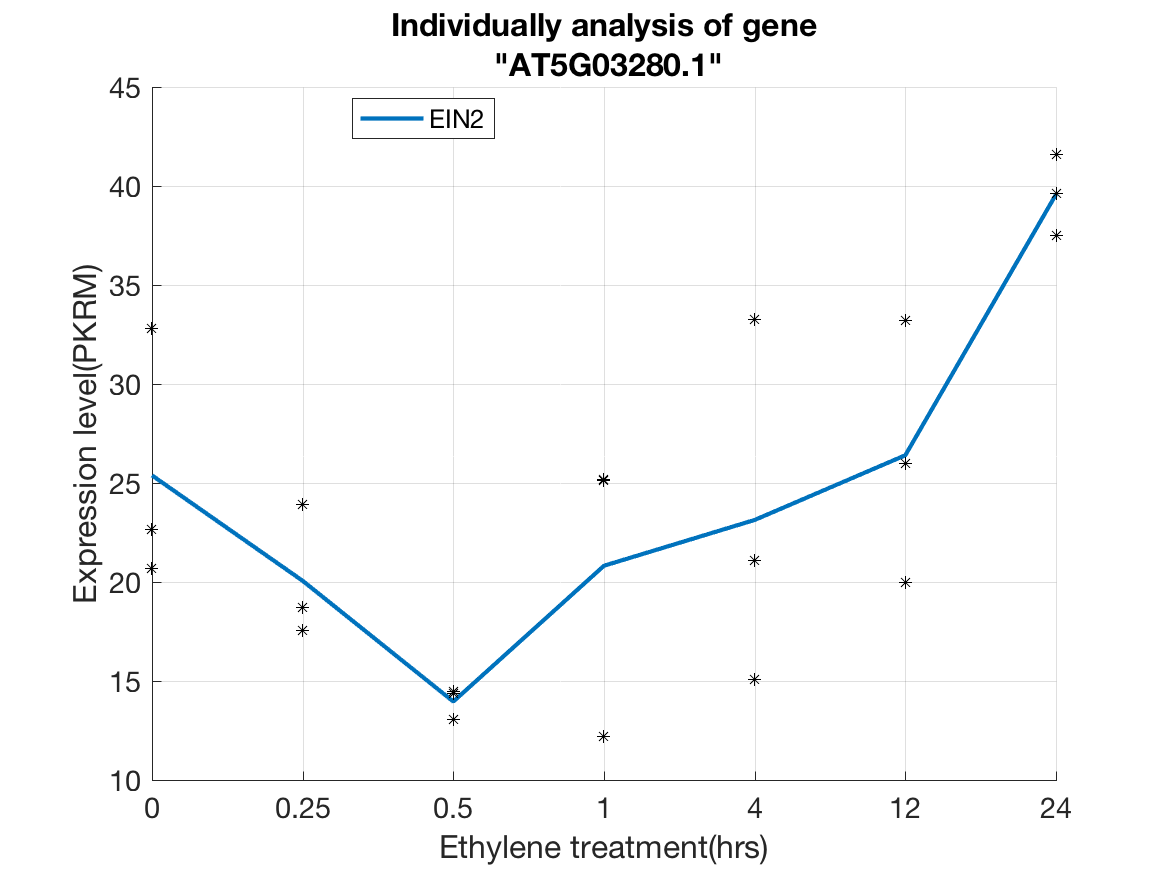 Individually analysis of gene
"AT5G03280.1"
EIN2
Expression level(PKRM)
45
40
35
30
25
20
15
10
0 0.25 0.5 1 4 12 24
Ethylene treatment(hrs)